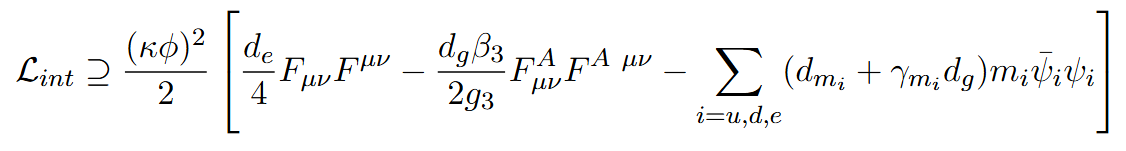 $\mathcal{L}_{int} \supseteq \frac{(\kappa\phi)^2}{2} \left[ \frac{d_e}{4} F_{\mu\nu} F^{\mu\nu} - \frac{d_g \beta_3}{2 g_3} F^A_{\mu\nu} F^{A\ \mu\nu} - \sum_{i=u,d,e} (d_{m_i} + \gamma_{m_i} d_g) m_i \bar{\psi}_i \psi_i \right]$